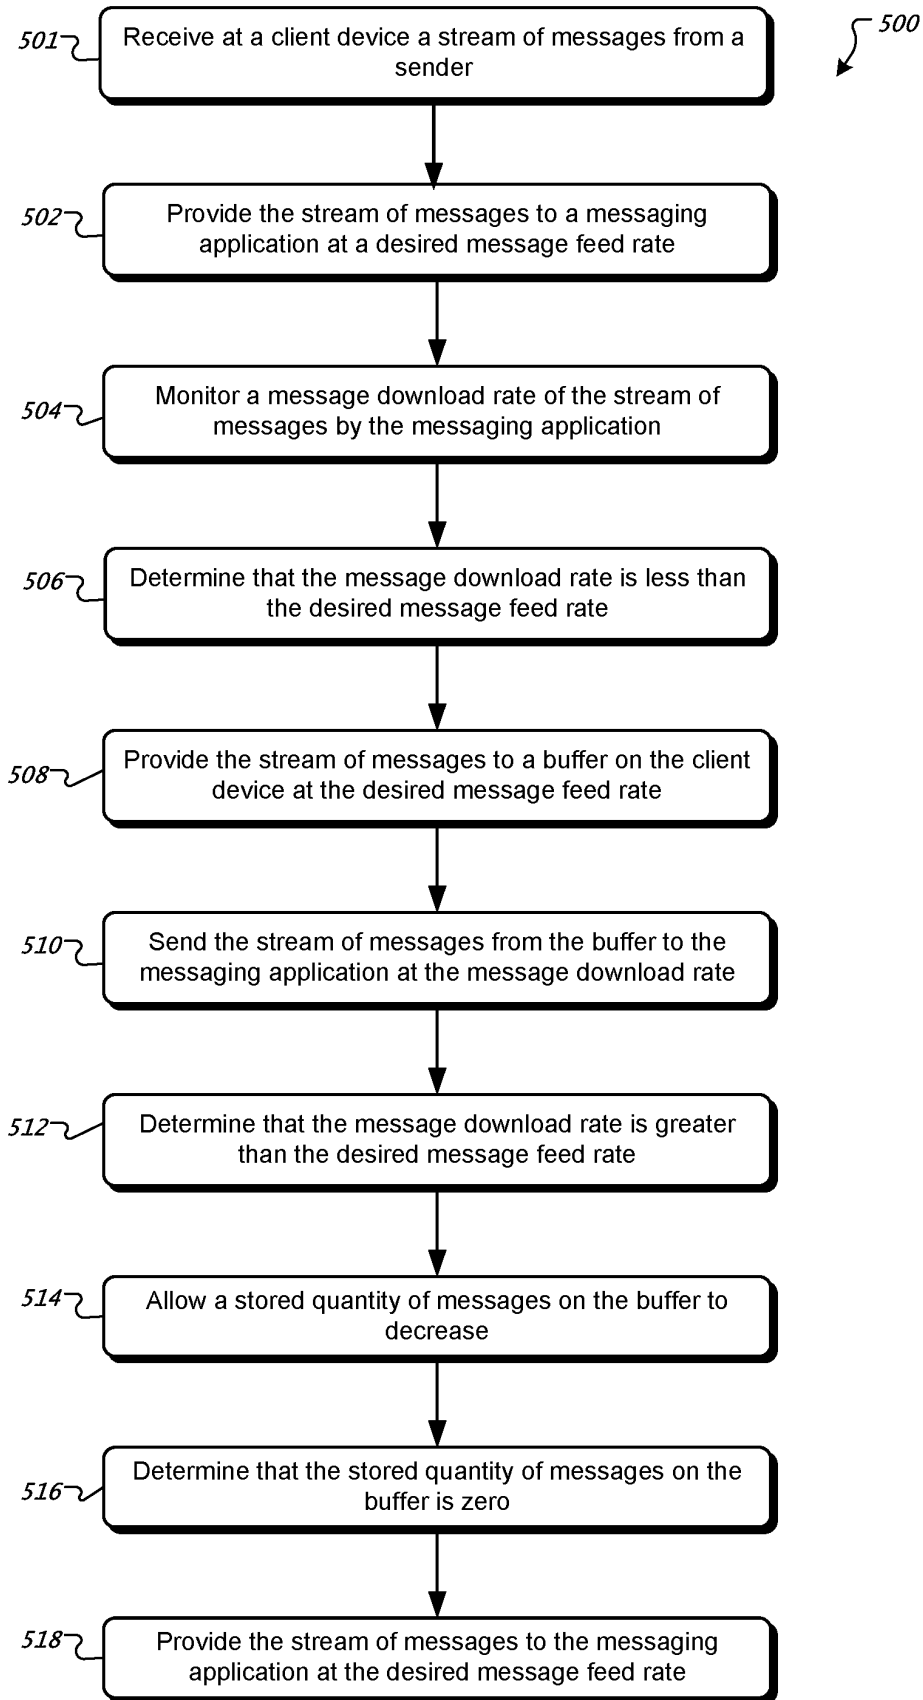 500
501
Receive at a client device a stream of messages from a
sender
502
Provide the stream of messages to a messaging
application at a desired message feed rate
504
Monitor a message download rate of the stream of
messages by the messaging application
506
Determine that the message download rate is less than
the desired message feed rate
508
Provide the stream of messages to a buffer on the client
device at the desired message feed rate
510
Send the stream of messages from the buffer to the
messaging application at the message download rate
512
Determine that the message download rate is greater
than the desired message feed rate
514
Allow a stored quantity of messages on the buffer to
decrease
516
Determine that the stored quantity of messages on the
buffer is zero
518
Provide the stream of messages to the messaging
application at the desired message feed rate